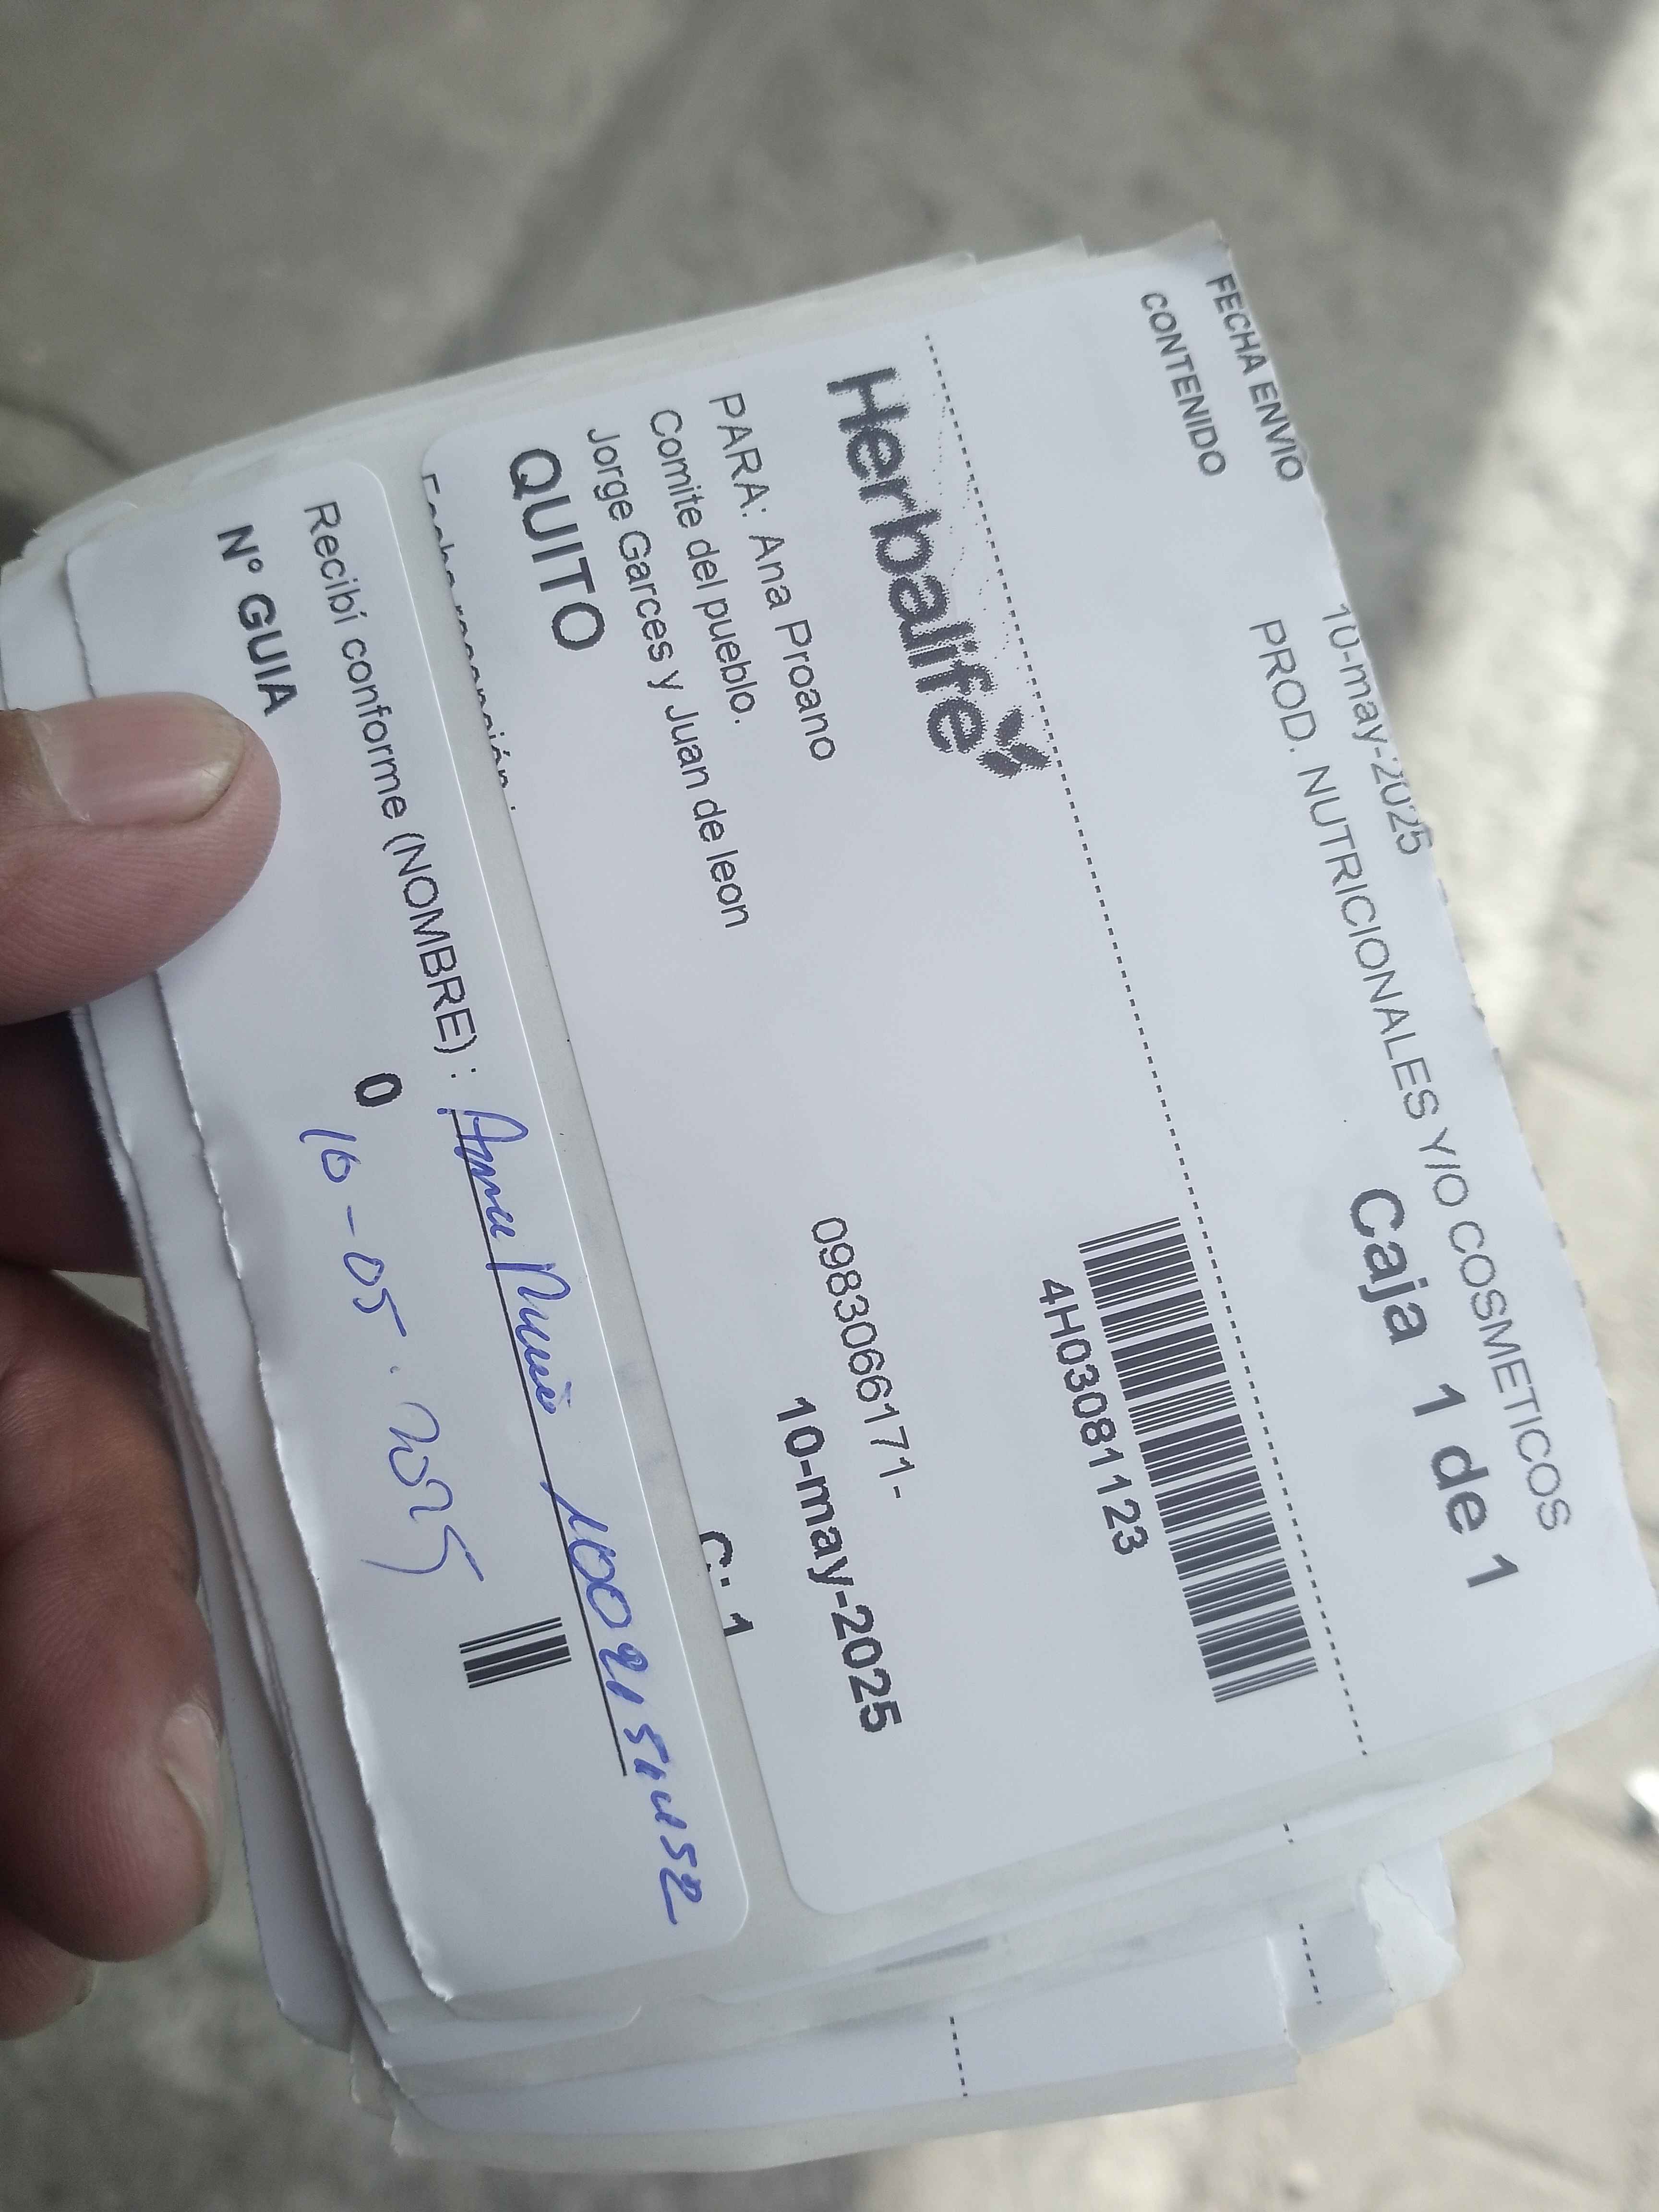 FECHA ENVIO 10-may-2025
CONTENIDO PROD. NUTRICIONALES Y/O COSMETICOS
Caja 1 de 1
Herbalife
4H03081123
PARA: Ana Proano 0983066171-
Comite del pueblo. 10-may-2025
Jorge Garces y Juan de leon
QUITO
C: 1
Recibí conforme (NOMBRE) :
Nº GUIA 0
10-05.2025